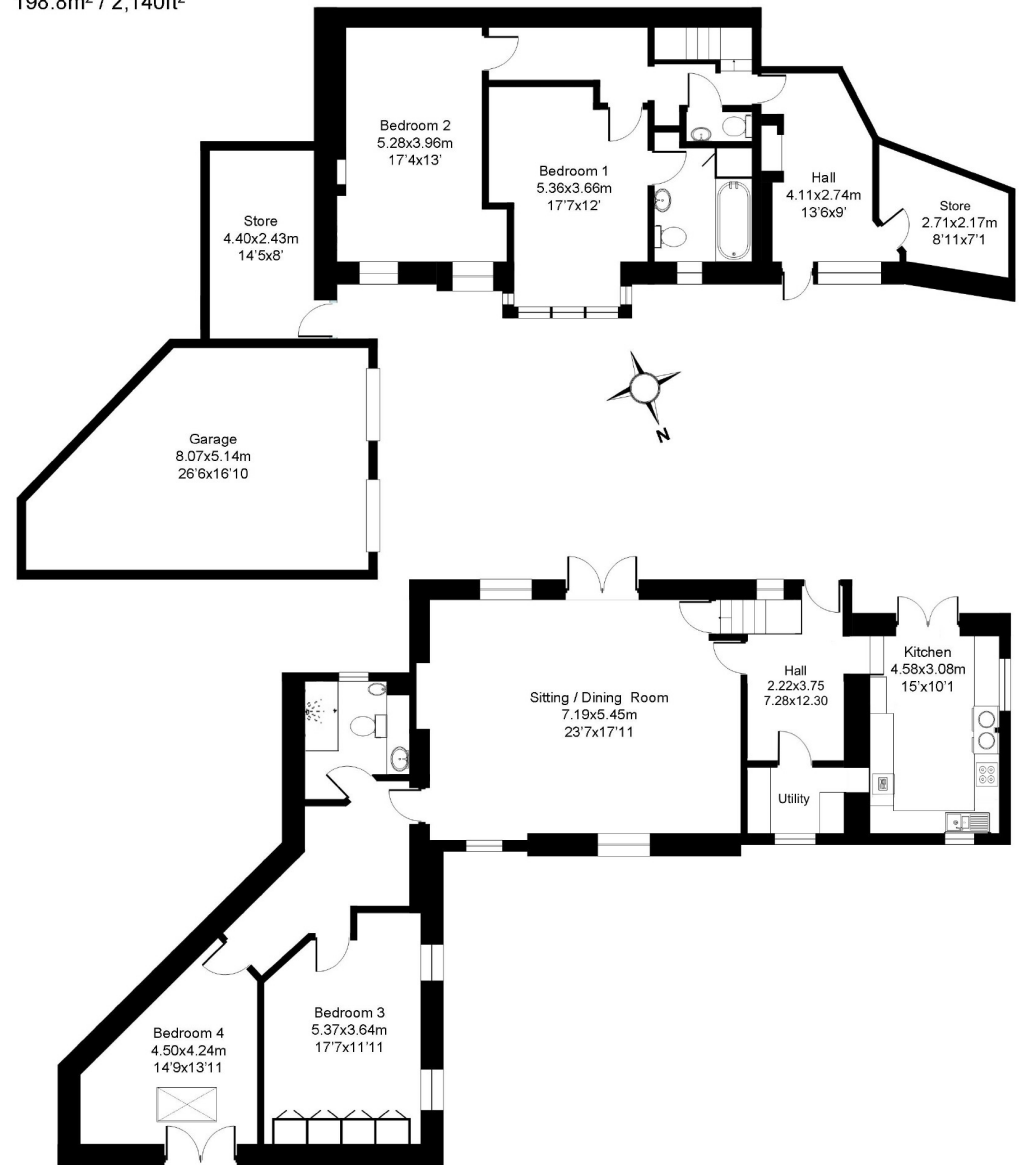 198.8m² / 2,140ft²
Bedroom 2
5.28x3.96m
17'4x13'
Bedroom 1
5.36x3.66m
17'7x12'
Hall
4.11x2.74m
13'6x9'
Store
2.71x2.17m
8'11x7'1
Store
4.40x2.43m
14'5x8'
Garage
8.07x5.14m
26'6x16'10
N
Sitting / Dining Room
7.19x5.45m
23'7x17'11
Hall
2.22x3.75
7.28x12.30
Kitchen
4.58x3.08m
15'x10'1
Utility
Bedroom 3
5.37x3.64m
17'7x11'11
Bedroom 4
4.50x4.24m
14'9x13'11